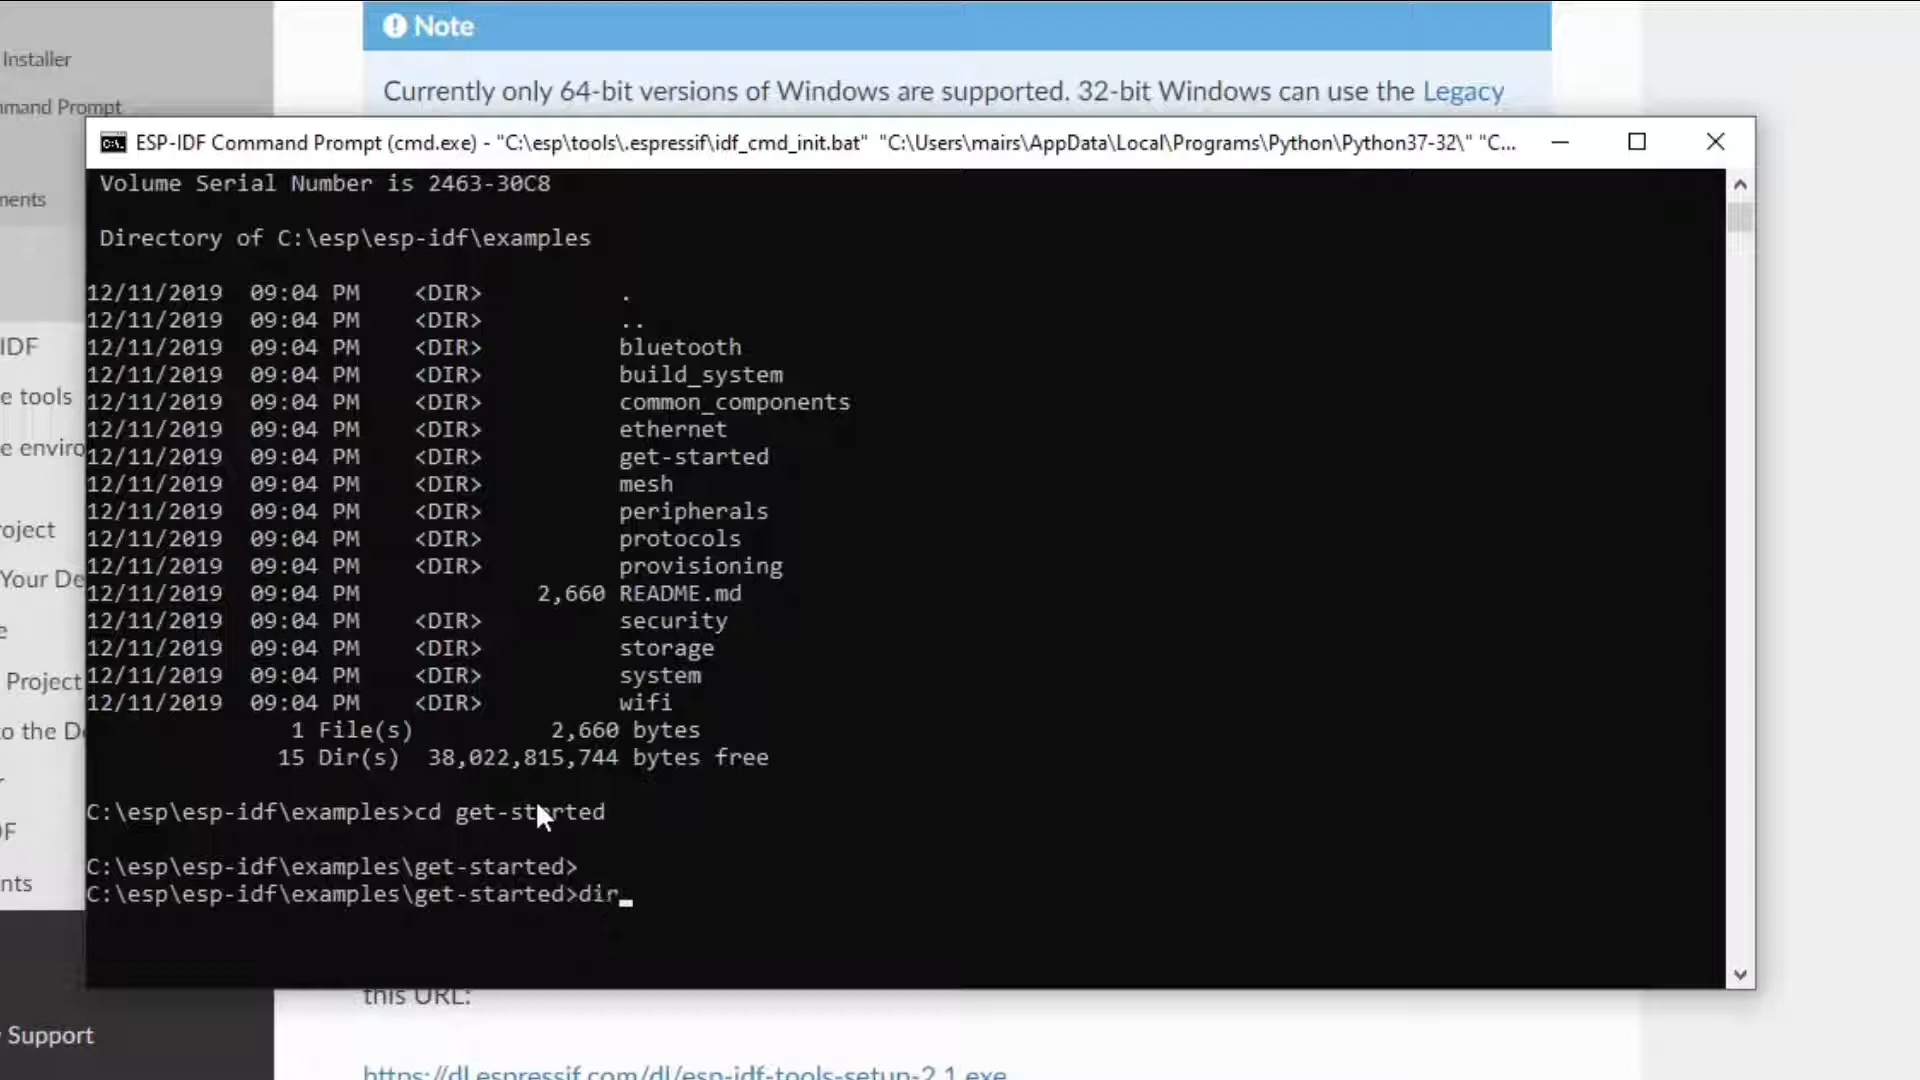 Note
Installer
Currently only 64-bit versions of Windows are supported. 32-bit Windows can use the Legacy
mmand Prompt
ESP-IDF Command Prompt (cmd.exe) - "C:\esp\tools\.espressif\idf_cmd_init.bat" "C:\Users\mairs\AppData\Local\Programs\Python\Python37-32\" "C...
Volume Serial Number is 2463-30C8
ments
Directory of C:\esp\esp-idf\examples
12/11/2019 09:04 PM <DIR> .
12/11/2019 09:04 PM <DIR> ..
12/11/2019 09:04 PM <DIR> bluetooth
IDF
12/11/2019 09:04 PM <DIR> build_system
12/11/2019 09:04 PM <DIR> common_components
e tools
12/11/2019 09:04 PM <DIR> ethernet
12/11/2019 09:04 PM <DIR> get-started
e enviro
12/11/2019 09:04 PM <DIR> mesh
12/11/2019 09:04 PM <DIR> peripherals
12/11/2019 09:04 PM <DIR> protocols
roject
12/11/2019 09:04 PM <DIR> provisioning
Your De
12/11/2019 09:04 PM 2,660 README.md
12/11/2019 09:04 PM <DIR> security
e
12/11/2019 09:04 PM <DIR> storage
12/11/2019 09:04 PM <DIR> system
Project
12/11/2019 09:04 PM <DIR> wifi
1 File(s) 2,660 bytes
to the De
15 Dir(s) 38,022,815,744 bytes free
r
C:\esp\esp-idf\examples>cd get-started
DF
C:\esp\esp-idf\examples\get-started>
nts
C:\esp\esp-idf\examples\get-started>dir
this URL:
Support
https://dl.espressif.com/dl/esp-idf-tools-setup-2.1.exe